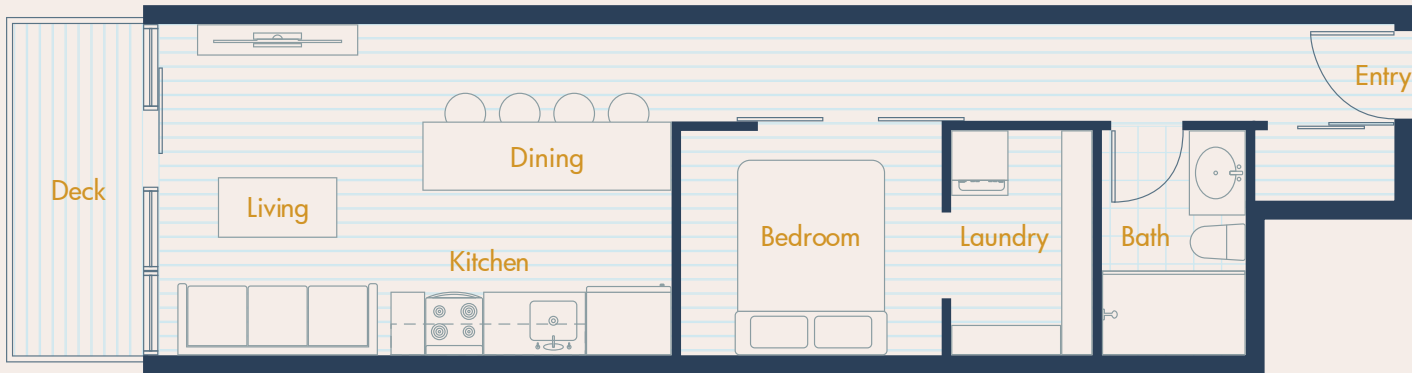 Entry
Dining
Deck
Living
Kitchen
Bedroom
Laundry
Bath